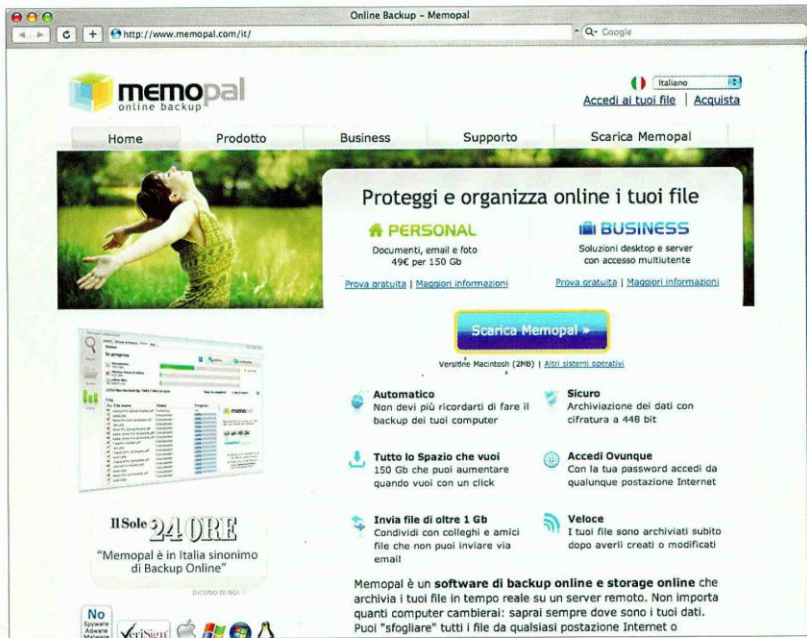 Online Backup – Memopal
http://www.memopal.com/it/
Google
memopal
online backup
Italiano
Accedi ai tuoi file | Acquista
Home Prodotto Business Supporto Scarica Memopal
Proteggi e organizza online i tuoi file
PERSONAL
Documenti, email e foto
49€ per 150 Gb
Prova gratuita | Maggiori informazioni
BUSINESS
Soluzioni desktop e server
con accesso multiutente
Prova gratuita | Maggiori informazioni
Scarica Memopal »
Versione Macintosh (2MB) | Altri sistemi operativi
Automatico
Non devi più ricordarti di fare il
backup dei tuoi computer
Sicuro
Archiviazione dei dati con
cifratura a 448 bit
Tutto lo Spazio che vuoi
150 Gb che puoi aumentare
quando vuoi con un click
Accedi Ovunque
Con la tua password accedi da
qualunque postazione Internet
Invia file di oltre 1 Gb
Condividi con colleghi e amici
file che non puoi inviare via
email
Veloce
I tuoi file sono archiviati subito
dopo averli creati o modificati
In progress
memopal
Il Sole 24 ORE
"Memopal è in Italia sinonimo
di Backup Online"
DICONO DI NOI
No
Spyware
Adware
Malware
VeriSign
Memopal è un software di backup online e storage online che
archivia i tuoi file in tempo reale su un server remoto. Non importa
quanti computer cambierai: saprai sempre dove sono i tuoi dati.
Puoi "sfogliare" tutti i file da qualsiasi postazione Internet o